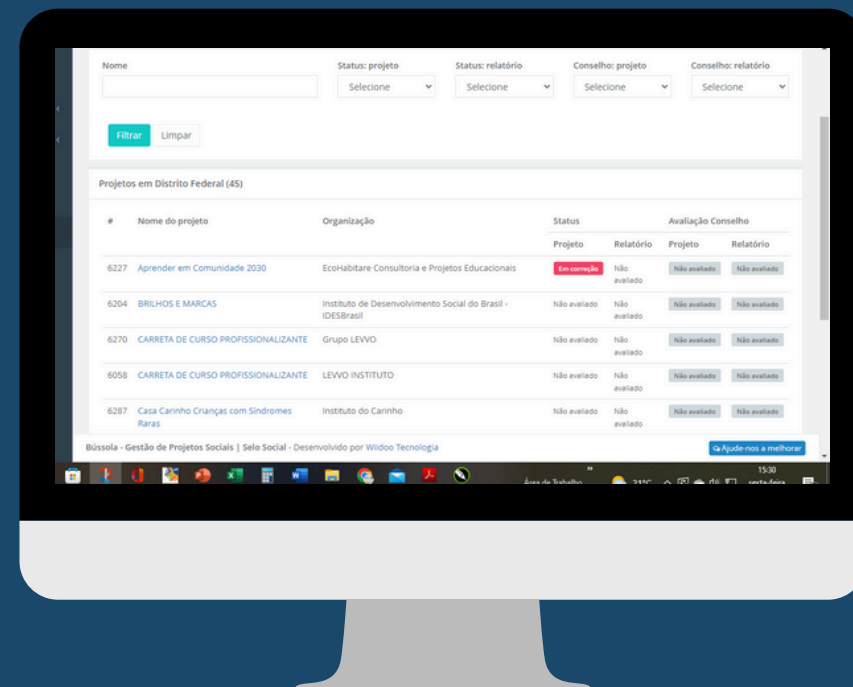 Nome Status: projeto Status: relatório Conselho: projeto Conselho: relatório
Selecione Selecione Selecione Selecione
Filtrar Limpar
Projetos em Distrito Federal (45)
# Nome do projeto Organização Status Avaliação Conselho
Projeto Relatório Projeto Relatório
6227 Aprender em Comunidade 2030 EcoHabitare Consultoria e Projetos Educacionais Em correção Não Não avaliado Não avaliado
avaliado
6204 BRILHOS E MARCAS Instituto de Desenvolvimento Social do Brasil - Não avaliado Não Não avaliado Não avaliado
IDESBrasil avaliado
6270 CARRETA DE CURSO PROFISSIONALIZANTE Grupo LEVVO Não avaliado Não Não avaliado Não avaliado
avaliado
6058 CARRETA DE CURSO PROFISSIONALIZANTE LEVVO INSTITUTO Não avaliado Não Não avaliado Não avaliado
avaliado
6287 Casa Carinho Crianças com Síndromes Instituto do Carinho Não avaliado Não Não avaliado Não avaliado
Raras avaliado
Bússola - Gestão de Projetos Sociais | Selo Social - Desenvolvido por Wiidoo Tecnologia Ajude-nos a melhorar
15:30
Área de Trabalho 21°C sexta-feira